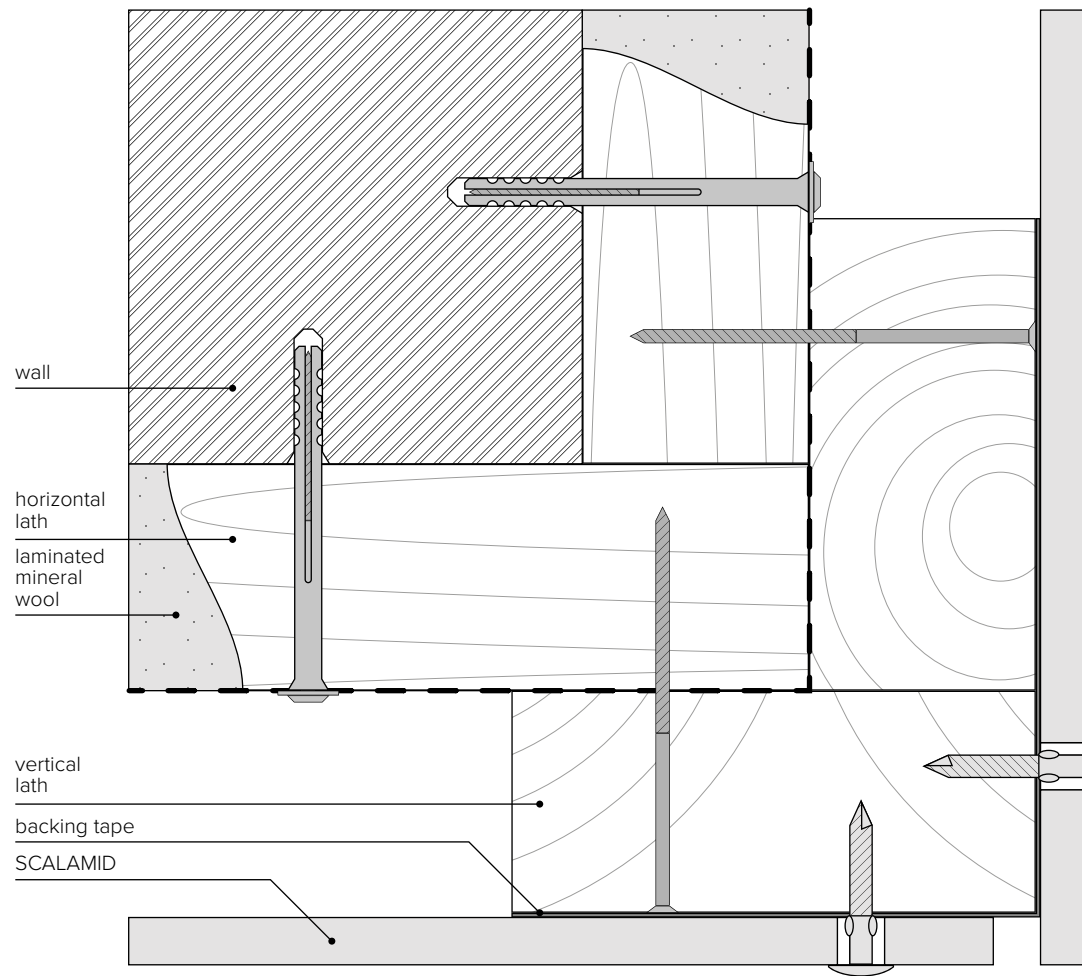 wall
horizontal
lath
laminated
mineral
wool
vertical
lath
backing tape
SCALAMID